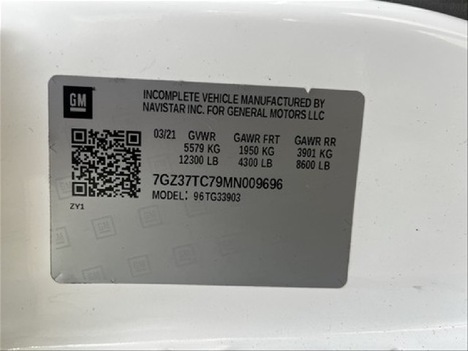 GM
INCOMPLETE VEHICLE MANUFACTURED BY
NAVISTAR INC. FOR GENERAL MOTORS LLC
03/21 GVWR GAWR FRT GAWR RR
5579 KG 1950 KG 3901 KG
12300 LB 4300 LB 8600 LB
7GZ37TC79MN009696
MODEL: 96TG33903
ZY1